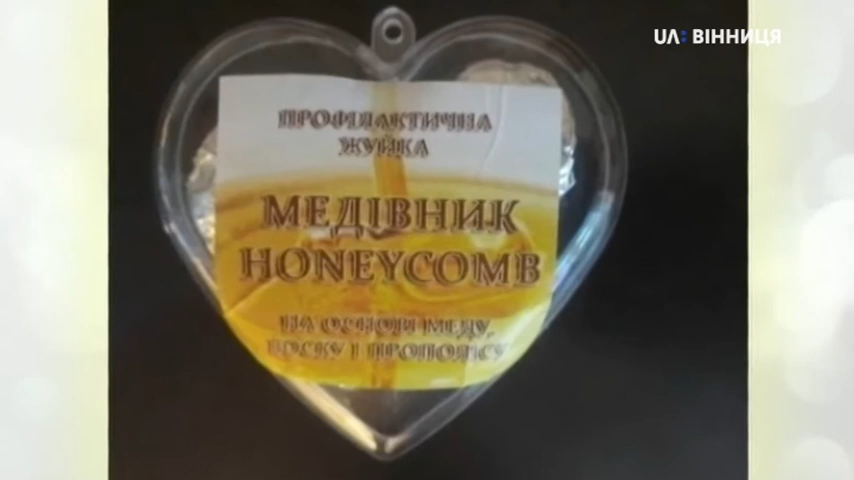 UA: ВІННИЦЯ
ПРОФІЛАКТИЧНА
ЖУЙКА
МЕДІВНИК
HONEYCOMB
НА ОСНОВІ МЕДУ,
ВОСКУ І ПРОПОЛІСУ